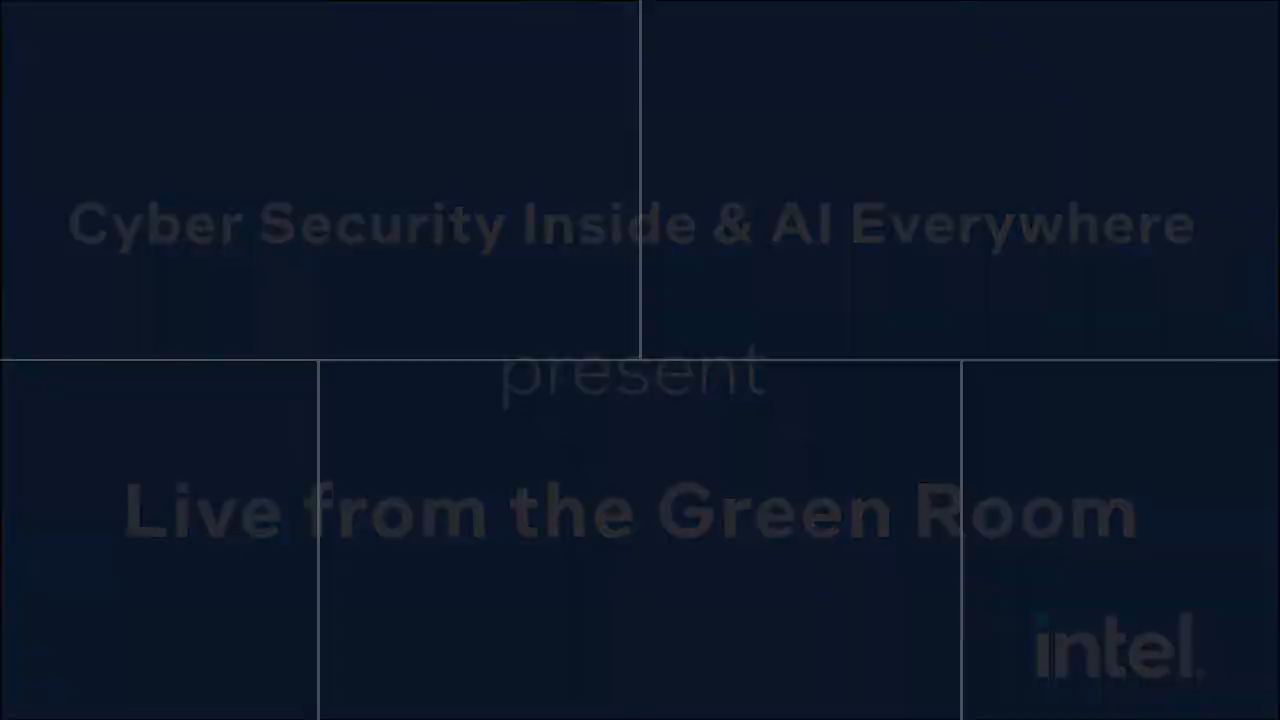 Cyber Security Inside & AI Everywhere
present
Live from the Green Room
intel.